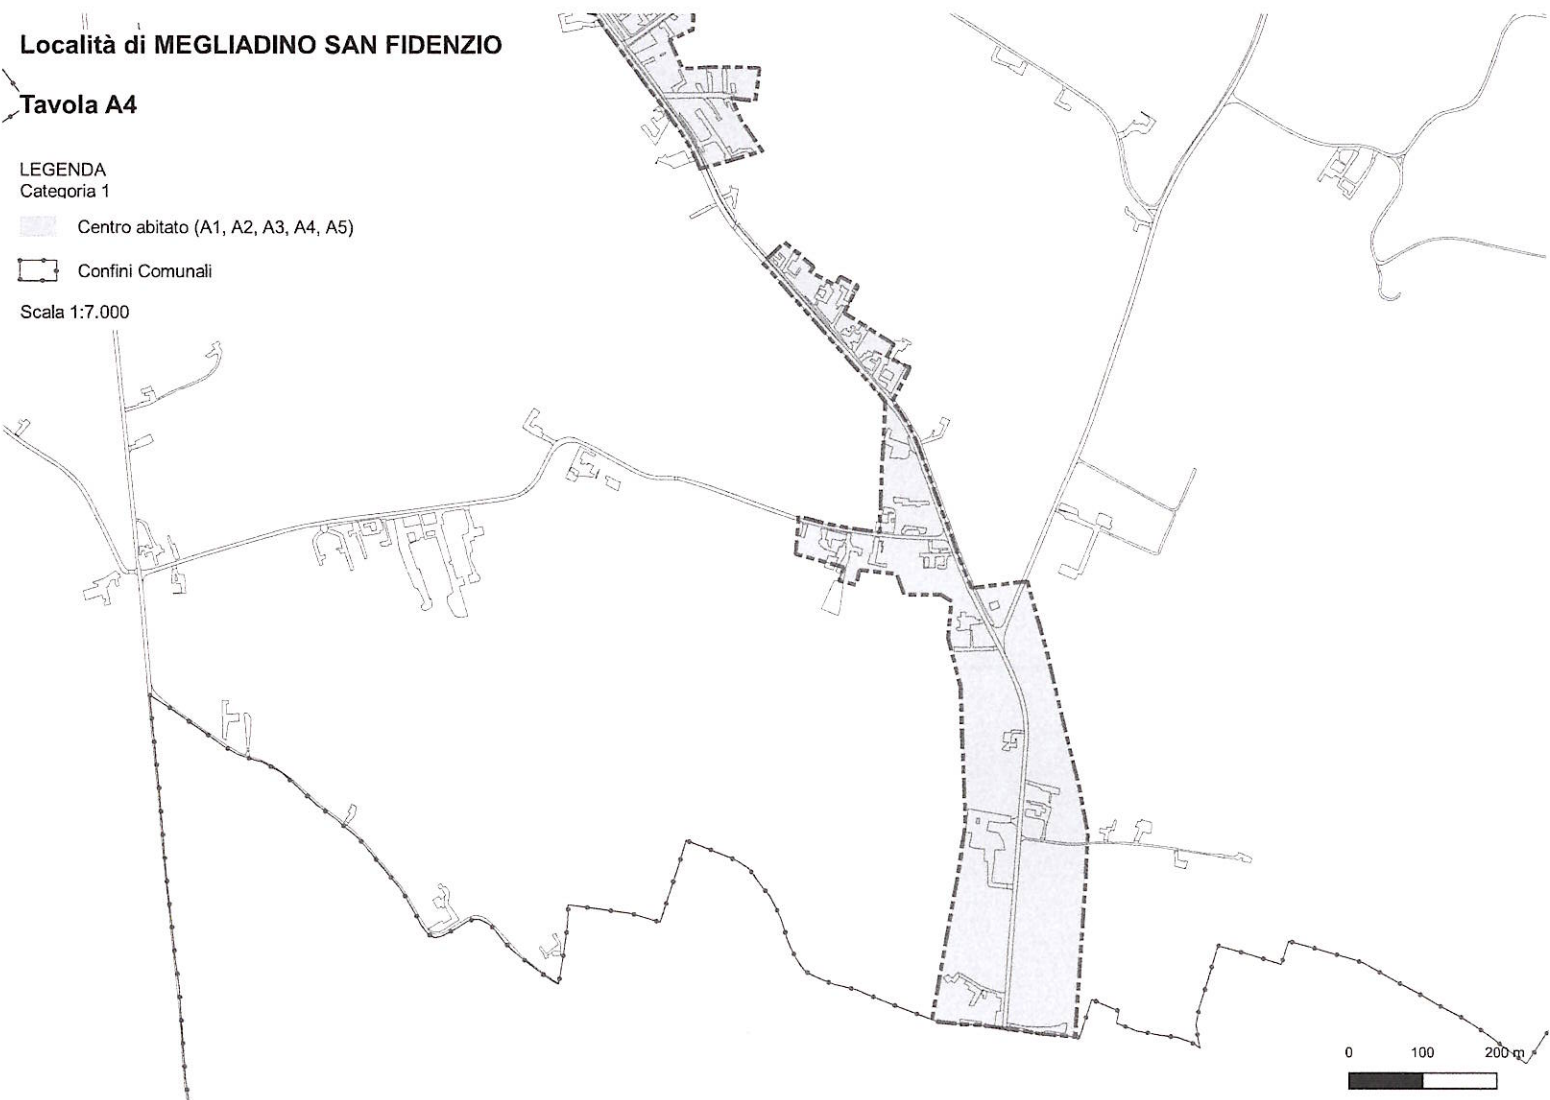 Località di MEGLIADINO SAN FIDENZIO
Tavola A4
LEGENDA
Categoria 1
Centro abitato (A1, A2, A3, A4, A5)
Confini Comunali
Scala 1:7.000
0 100 200 m